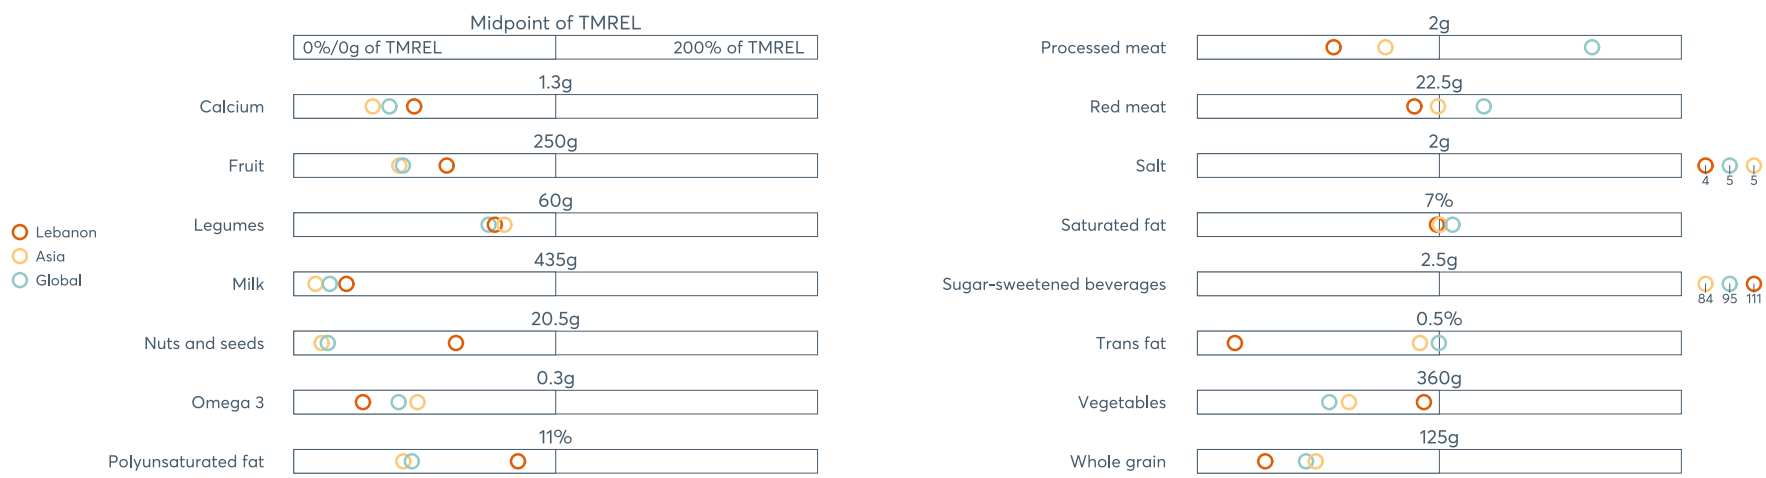 Midpoint of TMREL
0%/0g of TMREL 200% of TMREL
1.3g
Calcium
250g
Fruit
60g
Legumes
435g
Milk
20.5g
Nuts and seeds
0.3g
Omega 3
11%
Polyunsaturated fat
Lebanon
Asia
Global
2g
Processed meat
22.5g
Red meat
2g
Salt
4 5 5
7%
Saturated fat
2.5g
Sugar-sweetened beverages
84 95 111
0.5%
Trans fat
360g
Vegetables
125g
Whole grain